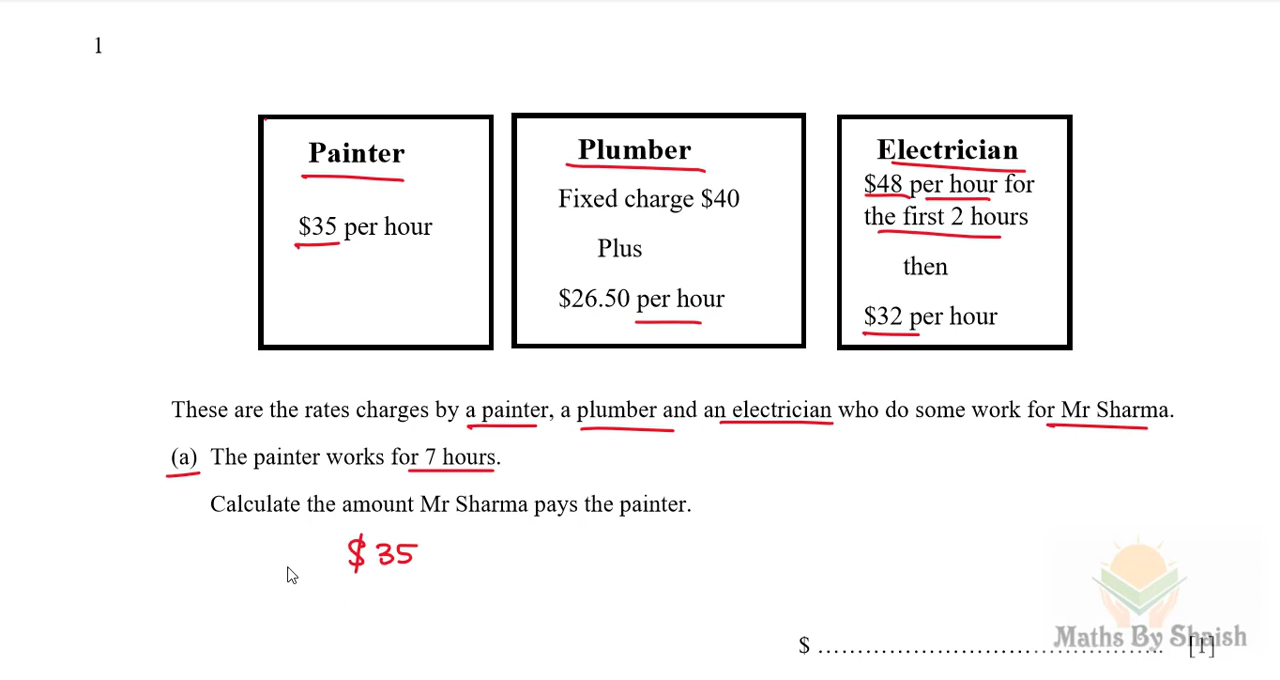 1
Painter
$35 per hour
Plumber
Fixed charge $40
Plus
$26.50 per hour
Electrician
$48 per hour for
the first 2 hours
then
$32 per hour
These are the rates charges by a painter, a plumber and an electrician who do some work for Mr Sharma.
(a) The painter works for 7 hours.
Calculate the amount Mr Sharma pays the painter.
$ 35
$ ............................................. [1]
Maths By Shaish